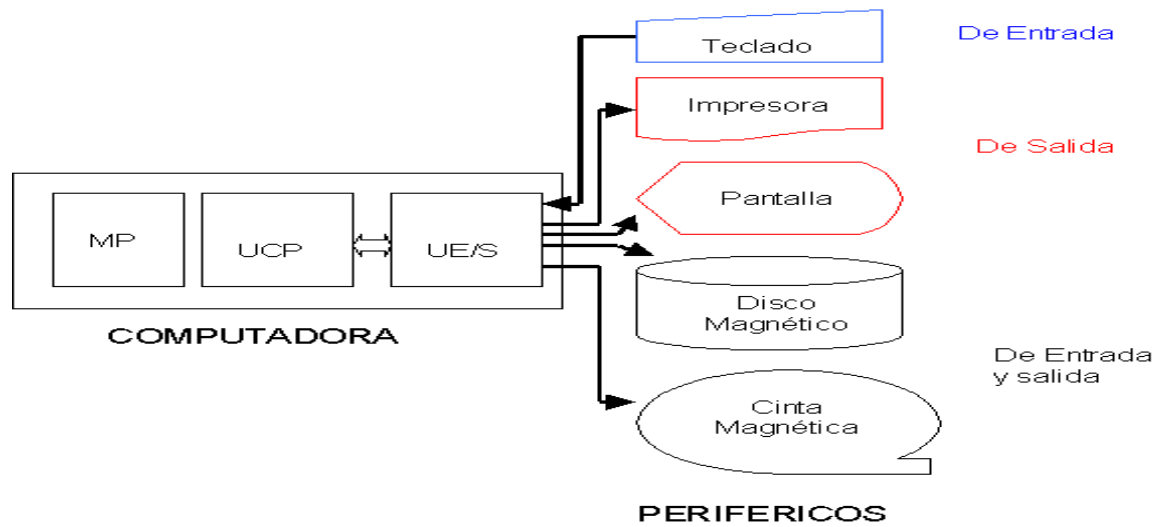 Teclado
De Entrada
Impresora
De Salida
Pantalla
MP
UCP
UE/S
Disco
Magnético
COMPUTADORA
De Entrada
y salida
Cinta
Magnética
PERIFERICOS